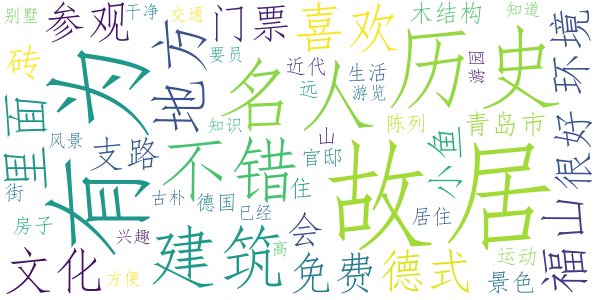 别墅
干净
交通
门票
喜欢
木结构
知道
参观
为
地方
要员
砖
近代
生活
远
游览
历史
游园
环境
名人
里面
有
风景
知识
山
陈列
青岛市
很好
支路
不错
官邸
小鱼
街
古朴
德国
住
故居
已经
居住
房子
兴趣
会
福山
文化
方便
建筑
高
免费
德式
运动
景色